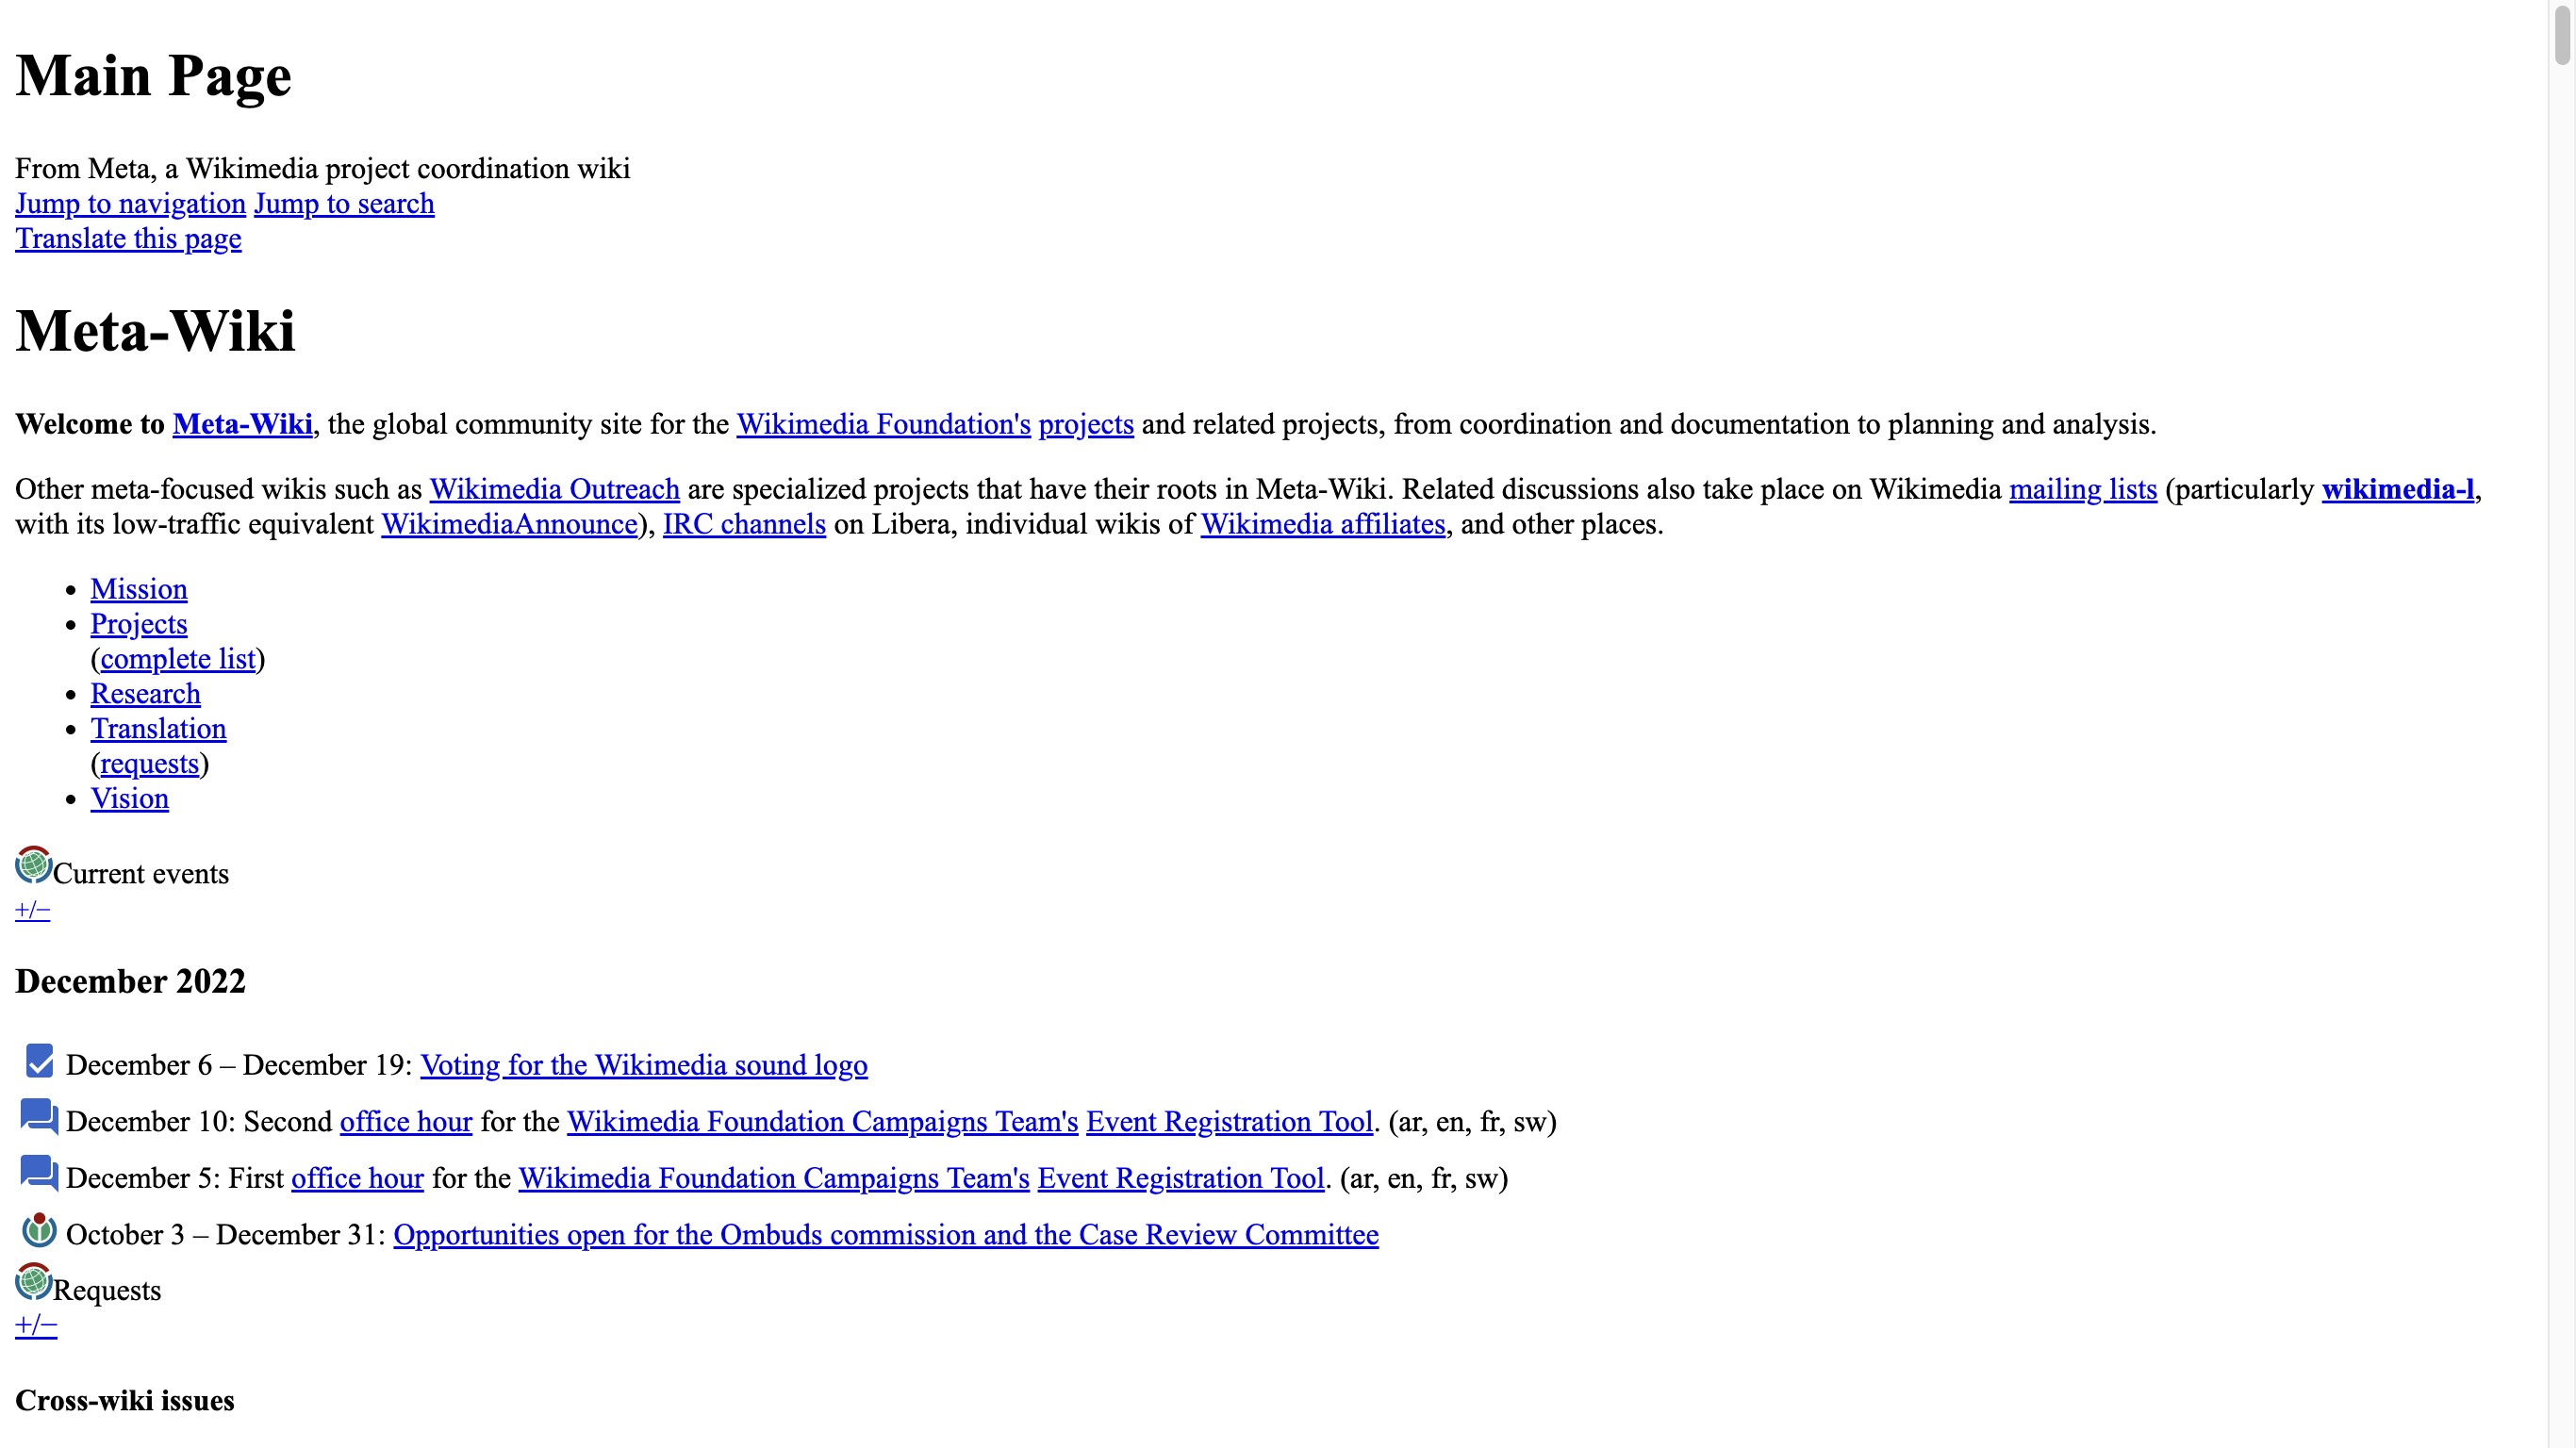 Main Page
From Meta, a Wikimedia project coordination wiki
Jump to navigation Jump to search
Translate this page
Meta-Wiki
Welcome to Meta-Wiki, the global community site for the Wikimedia Foundation's projects and related projects, from coordination and documentation to planning and analysis.
Other meta-focused wikis such as Wikimedia Outreach are specialized projects that have their roots in Meta-Wiki. Related discussions also take place on Wikimedia mailing lists (particularly wikimedia-l,
with its low-traffic equivalent WikimediaAnnounce), IRC channels on Libera, individual wikis of Wikimedia affiliates, and other places.
• Mission
• Projects
(complete list)
• Research
• Translation
(requests)
• Vision
Current events
+/−
December 2022
December 6 – December 19: Voting for the Wikimedia sound logo
December 10: Second office hour for the Wikimedia Foundation Campaigns Team's Event Registration Tool. (ar, en, fr, sw)
December 5: First office hour for the Wikimedia Foundation Campaigns Team's Event Registration Tool. (ar, en, fr, sw)
October 3 – December 31: Opportunities open for the Ombuds commission and the Case Review Committee
Requests
+/−
Cross-wiki issues